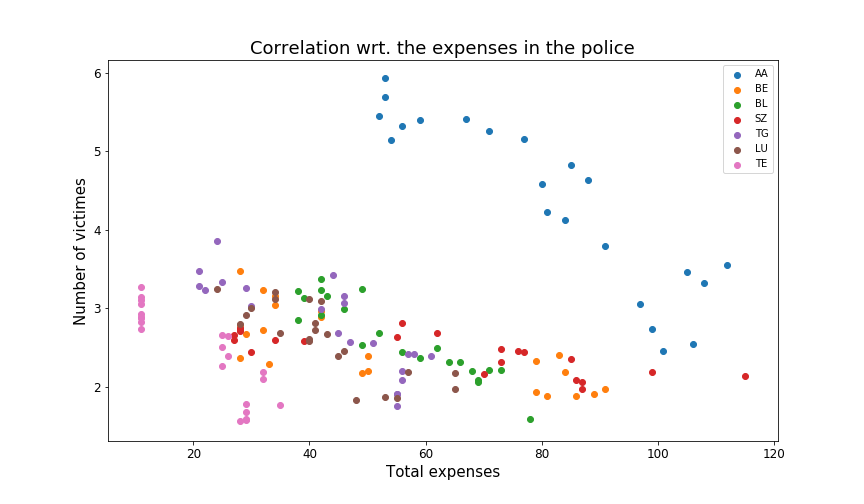 Correlation wrt. the expenses in the police
6
5
4
3
2
Number of victimes
20 40 60 80 100 120
Total expenses
AA
BE
BL
SZ
TG
LU
TE